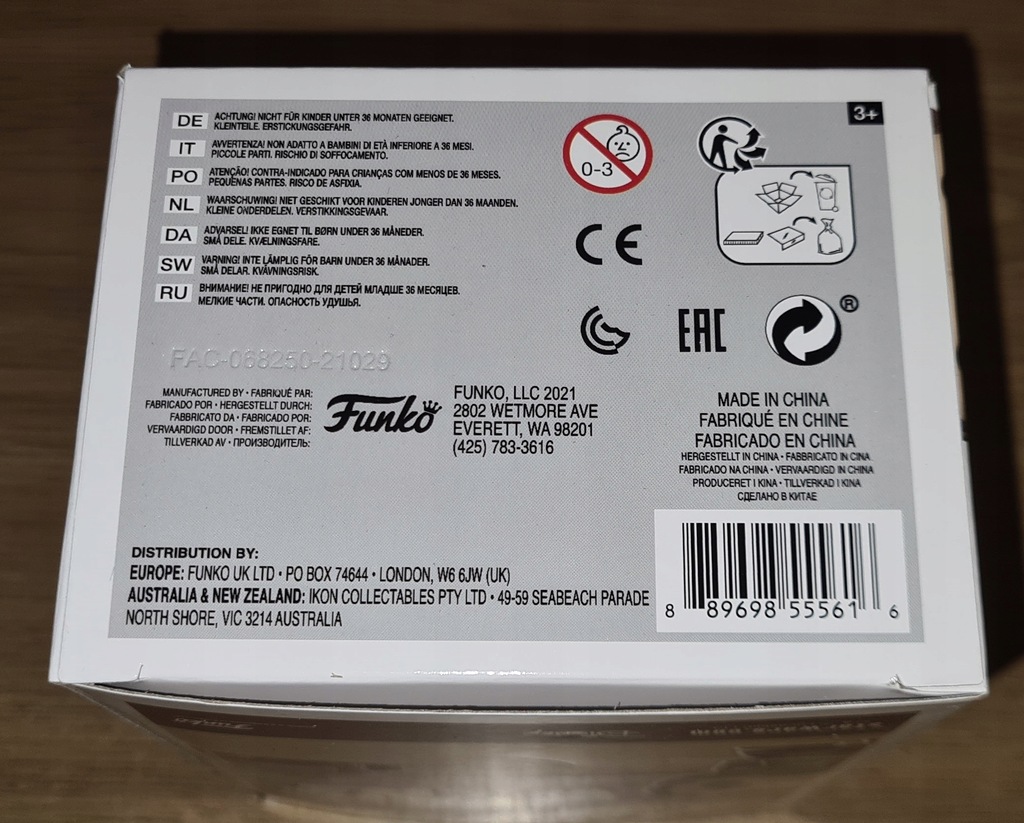 3+
DE ACHTUNG! NICHT FÜR KINDER UNTER 36 MONATEN GEEIGNET.
KLEINTEILE. ERSTICKUNGSGEFAHR.
IT AVVERTENZA! NON ADATTO A BAMBINI DI ETÀ INFERIORE A 36 MESI.
PICCOLE PARTI. RISCHIO DI SOFFOCAMENTO.
PO ATENÇÃO! CONTRA-INDICADO PARA CRIANÇAS COM MENOS DE 36 MESES.
PEQUENAS PARTES. RISCO DE ASFIXIA.
NL WAARSCHUWING! NIET GESCHIKT VOOR KINDEREN JONGER DAN 36 MAANDEN.
KLEINE ONDERDELEN. VERSTIKKINGSGEVAAR.
DA ADVARSEL! IKKE EGNET TIL BØRN UNDER 36 MÅNEDER.
SMÅ DELE. KVÆLNINGSFARE.
SW VARNING! INTE LÄMPLIG FÖR BARN UNDER 36 MÅNADER.
SMÅ DELAR. KVÄVNINGSRISK.
RU ВНИМАНИЕ! НЕ ПРИГОДНО ДЛЯ ДЕТЕЙ МЛАДШЕ 36 МЕСЯЦЕВ.
МЕЛКИЕ ЧАСТИ. ОПАСНОСТЬ УДУШЬЯ.
0-3
CE
EAC
®
FAC-068250-21029
MANUFACTURED BY • FABRIQUÉ PAR:
FABRICADO POR • HERGESTELLT DURCH:
FABBRICATO DA • FABRICADO POR:
VERVAARDIGD DOOR • FREMSTILLET AF:
TILLVERKAD AV • ПРОИЗВОДИТЕЛЬ:
Funko
FUNKO, LLC 2021
2802 WETMORE AVE
EVERETT, WA 98201
(425) 783-3616
MADE IN CHINA
FABRIQUÉ EN CHINE
FABRICADO EN CHINA
HERGESTELLT IN CHINA • FABBRICATO IN CINA
FABRICADO NA CHINA • VERVAARDIGD IN CHINA
PRODUCERET I KINA • TILLVERKAD I KINA
СДЕЛАНО В КИТАЕ
DISTRIBUTION BY:
EUROPE: FUNKO UK LTD • PO BOX 74644 • LONDON, W6 6JW (UK)
AUSTRALIA & NEW ZEALAND: IKON COLLECTABLES PTY LTD • 49-59 SEABEACH PARADE
NORTH SHORE, VIC 3214 AUSTRALIA
8 89698 55561 6
Funko